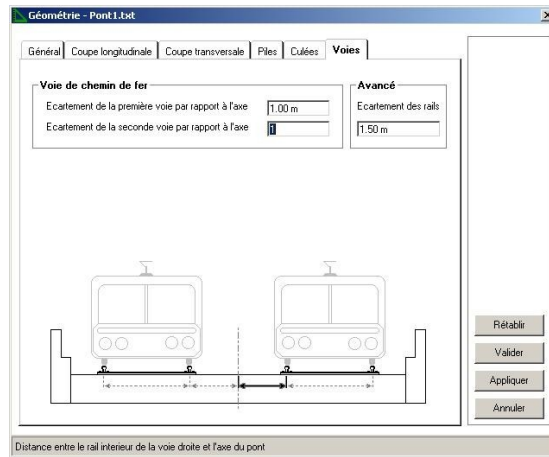 Géométrie - Pont1.txt
Général Coupe longitudinale Coupe transversale Piles Culées Voies
Voie de chemin de fer
Ecartement de la première voie par rapport à l'axe 1.00 m
Ecartement de la seconde voie par rapport à l'axe 1
Avancé
Ecartement des rails
1.50 m
Rétablir
Valider
Appliquer
Annuler
Distance entre le rail interieur de la voie droite et l'axe du pont